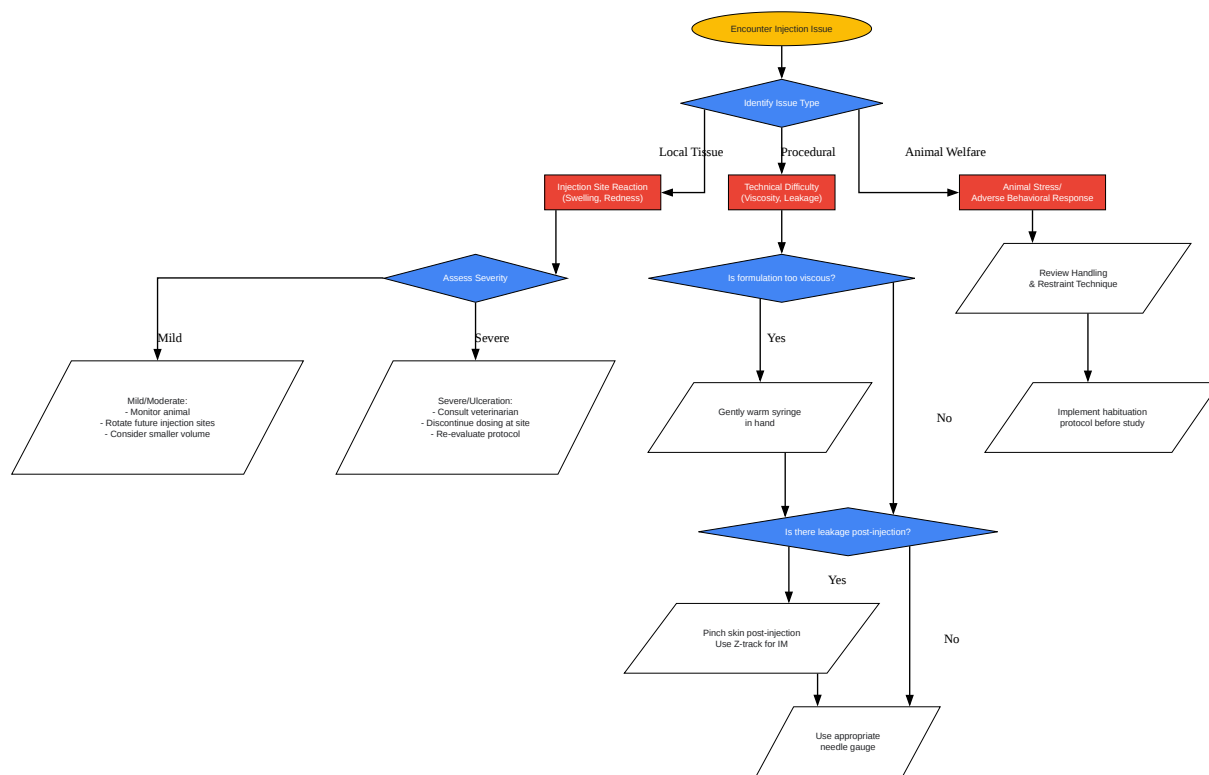 Encounter Injection Issue
Identify Issue Type
Local Tissue
Procedural
Animal Welfare
Injection Site Reaction
(Swelling, Redness)
Technical Difficulty
(Viscosity, Leakage)
Animal Stress/
Adverse Behavioral Response
Assess Severity
Is formulation too viscous?
Review Handling
& Restraint Technique
Mild
Severe
Yes
Mild/Moderate:
- Monitor animal
- Rotate future injection sites
- Consider smaller volume
Severe/Ulceration:
- Consult veterinarian
- Discontinue dosing at site
- Re-evaluate protocol
Gently warm syringe
in hand
No
Implement habituation
protocol before study
Is there leakage post-injection?
Yes
Pinch skin post-injection
Use Z-track for IM
No
Use appropriate
needle gauge